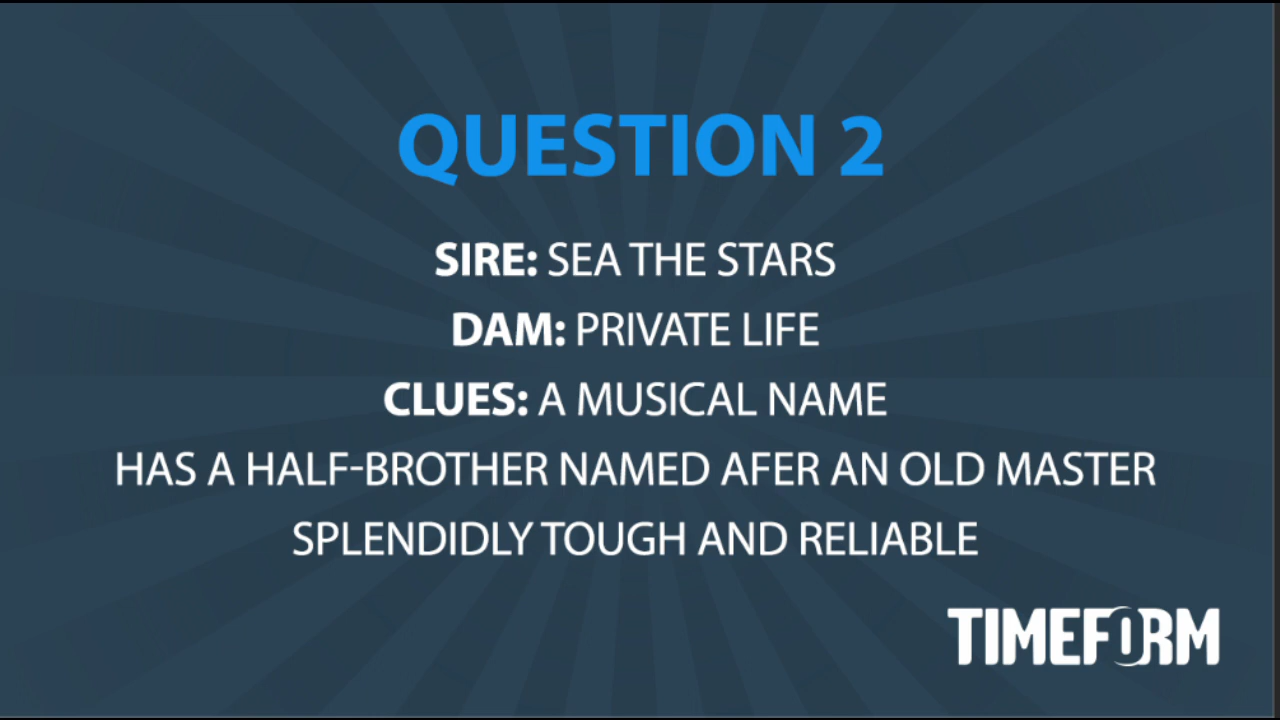 QUESTION 2
SIRE: SEA THE STARS
DAM: PRIVATE LIFE
CLUES: A MUSICAL NAME
HAS A HALF-BROTHER NAMED AFER AN OLD MASTER
SPLENDIDLY TOUGH AND RELIABLE
TIMEFORM